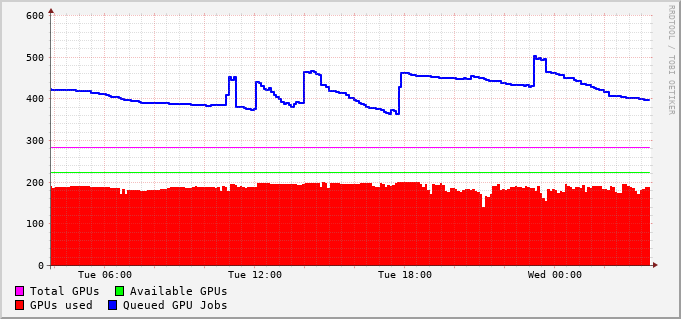 600
500
400
300
200
100
0
Tue 06:00 Tue 12:00 Tue 18:00 Wed 00:00
Total GPUs Available GPUs
GPUs used Queued GPU Jobs
RRDTOOL / TOBI OETIKER